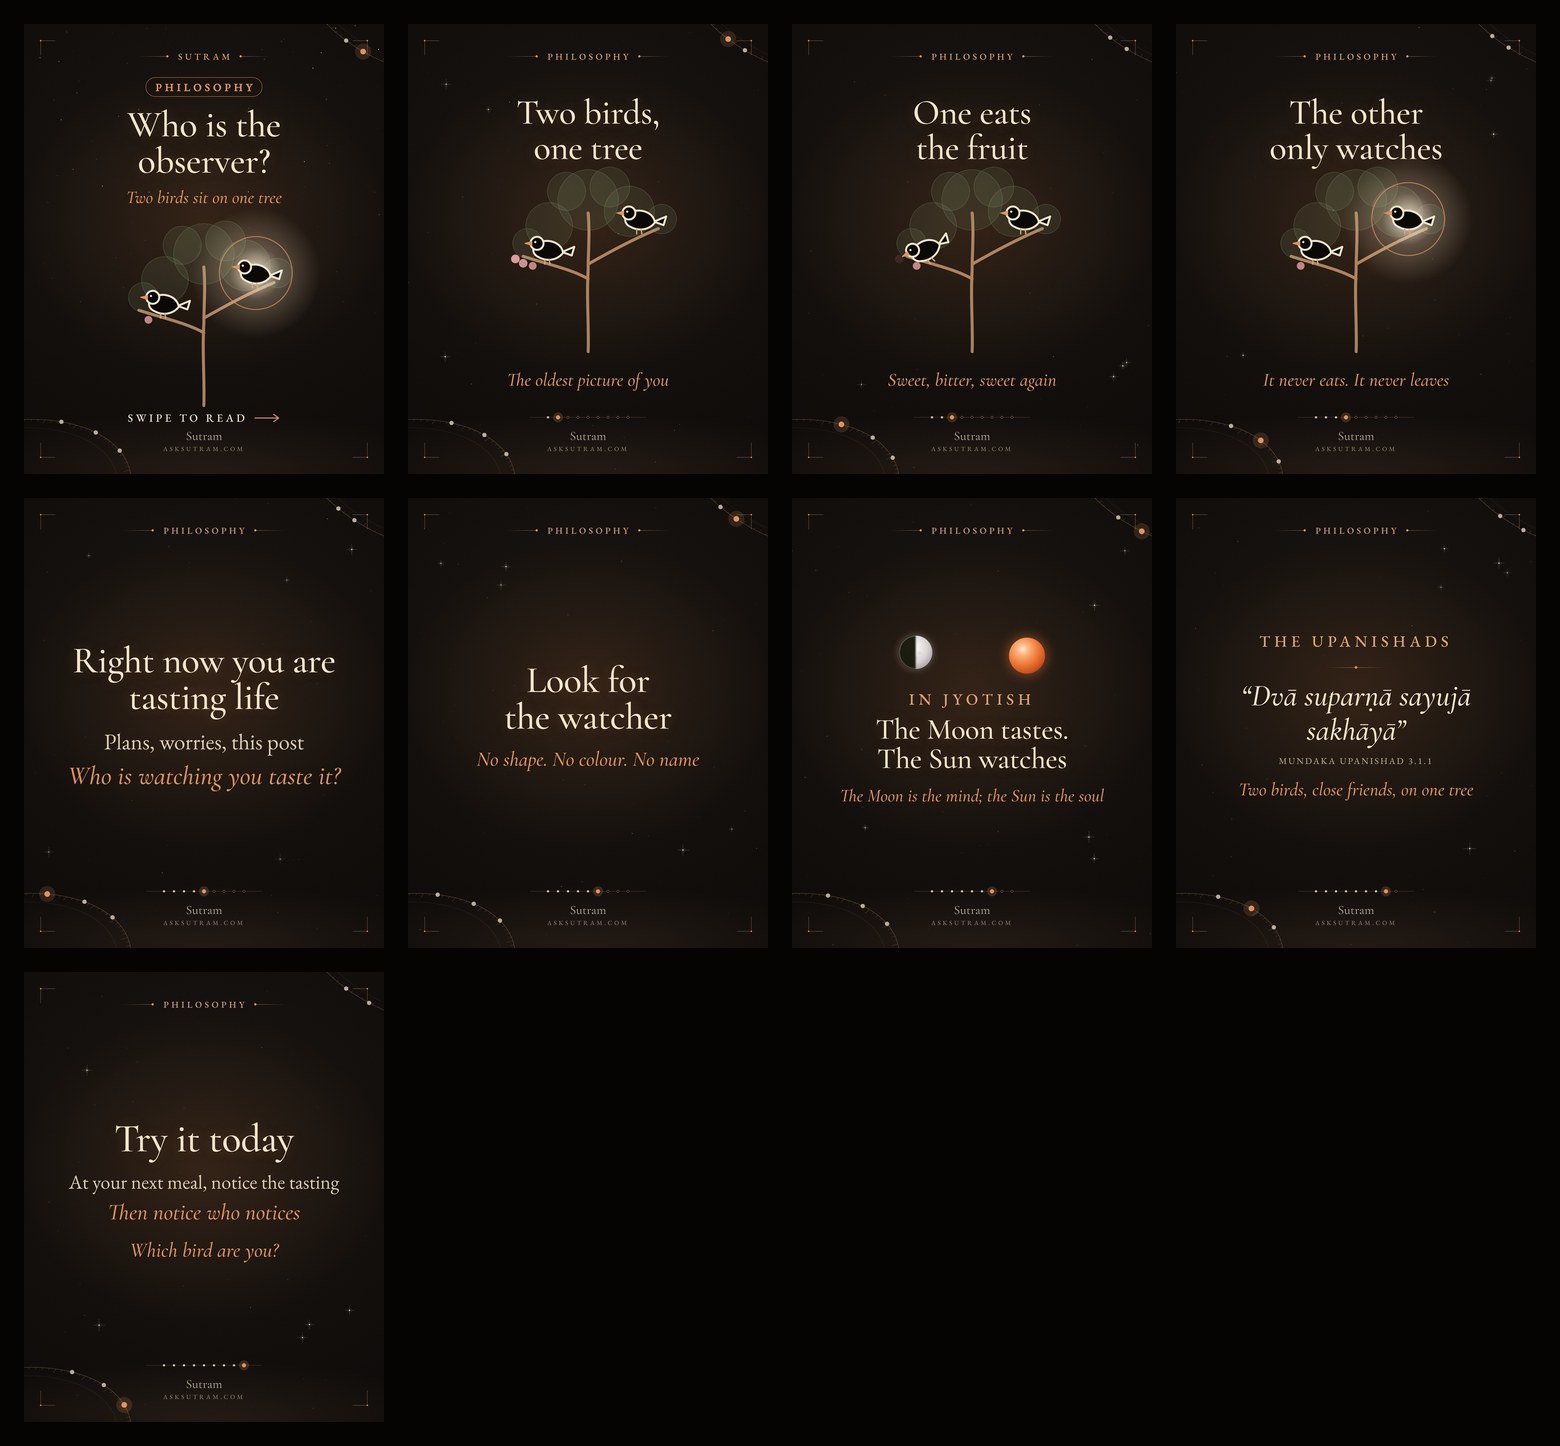 SUTRAM
PHILOSOPHY
Who is the
observer?
Two birds sit on one tree
SWIPE TO READ
Sutram
ASKSUTRAM.COM
PHILOSOPHY
Two birds,
one tree
The oldest picture of you
Sutram
ASKSUTRAM.COM
PHILOSOPHY
One eats
the fruit
Sweet, bitter, sweet again
Sutram
ASKSUTRAM.COM
PHILOSOPHY
The other
only watches
It never eats. It never leaves
Sutram
ASKSUTRAM.COM
PHILOSOPHY
Right now you are
tasting life
Plans, worries, this post
Who is watching you taste it?
Sutram
ASKSUTRAM.COM
PHILOSOPHY
Look for
the watcher
No shape. No colour. No name
Sutram
ASKSUTRAM.COM
PHILOSOPHY
IN JYOTISH
The Moon tastes.
The Sun watches
The Moon is the mind; the Sun is the soul
Sutram
ASKSUTRAM.COM
PHILOSOPHY
THE UPANISHADS
“Dvā suparṇā sayujā
sakhāyā”
MUNDAKA UPANISHAD 3.1.1
Two birds, close friends, on one tree
Sutram
ASKSUTRAM.COM
PHILOSOPHY
Try it today
At your next meal, notice the tasting
Then notice who notices
Which bird are you?
Sutram
ASKSUTRAM.COM